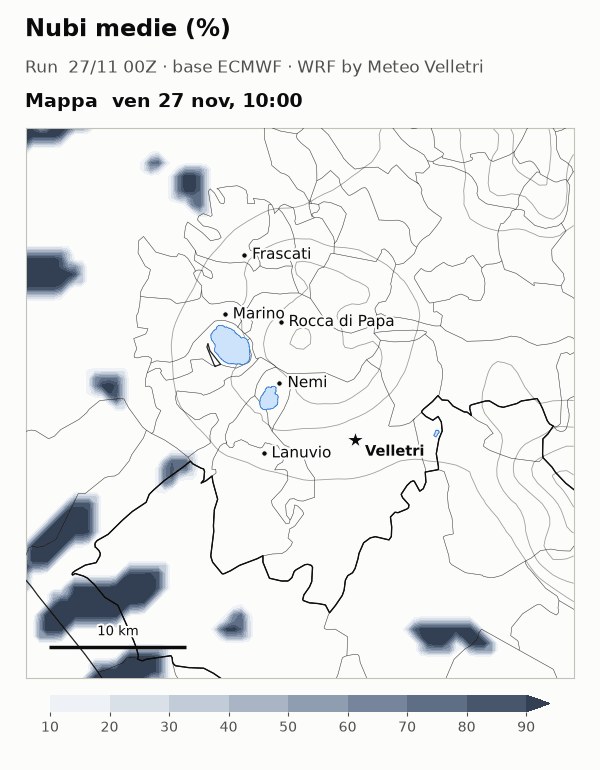 Nubi medie (%)
Run  27/11 00Z · base ECMWF · WRF by Meteo Velletri
Mappa  ven 27 nov, 10:00
Frascati
Marino
Rocca di Papa
Nemi
Velletri
Lanuvio
10 km
10 20 30 40 50 60 70 80 90